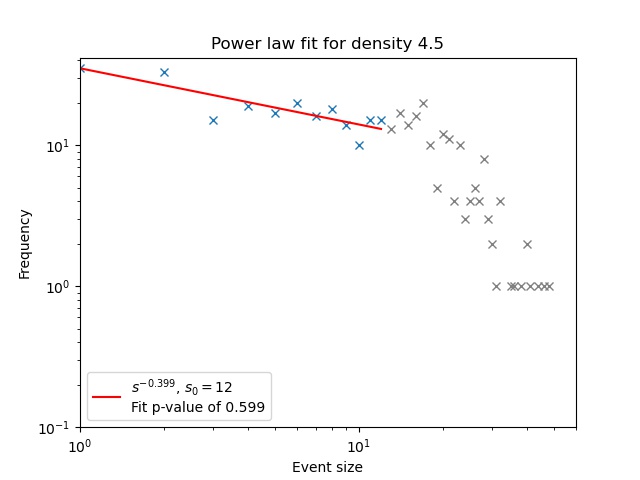 Power law fit for density 4.5
Frequency
10¹
10⁰
10⁻¹
s⁻⁰·³⁹⁹, s₀ = 12
Fit p-value of 0.599
10⁰
10¹
Event size